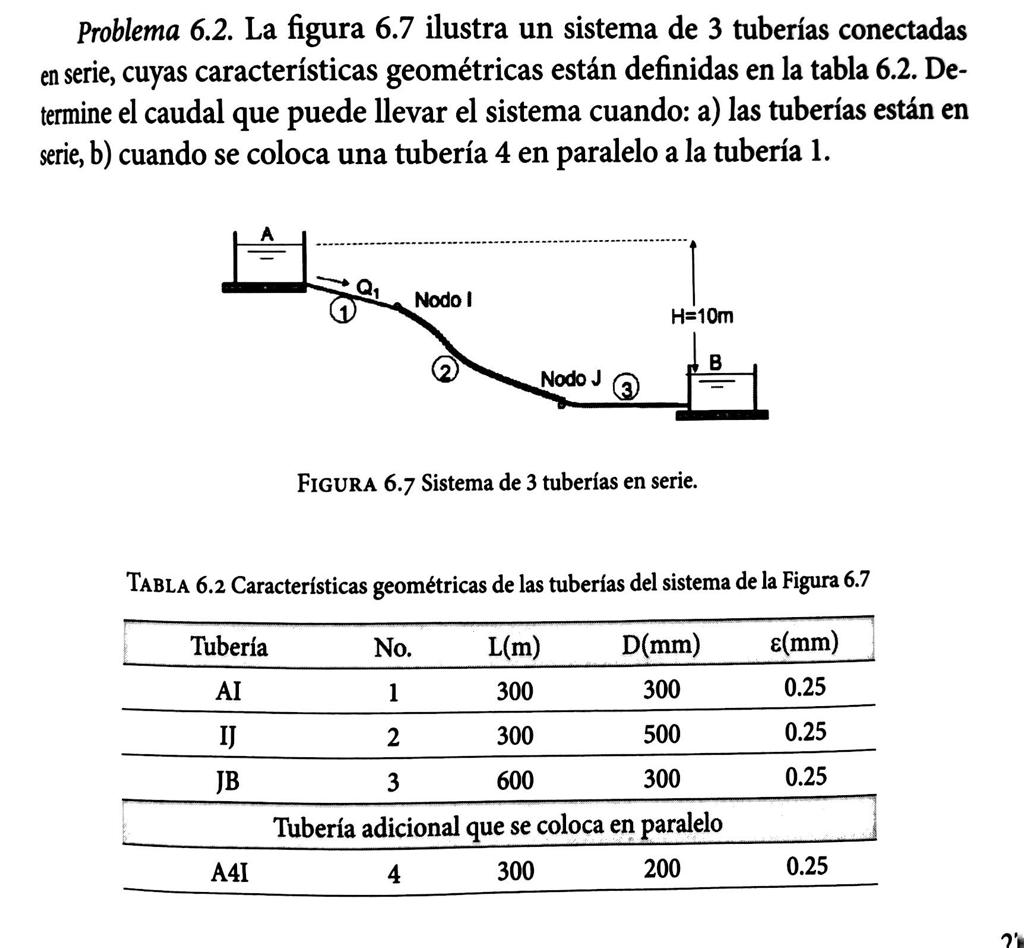 Problema 6.2. La figura 6.7 ilustra un sistema de 3 tuberías conectadas
en serie, cuyas características geométricas están definidas en la tabla 6.2. De-
termine el caudal que puede llevar el sistema cuando: a) las tuberías están en
serie, b) cuando se coloca una tubería 4 en paralelo a la tubería 1.
A
Q1
1
Nodo I
H=10m
2
Nodo J
3
B
FIGURA 6.7 Sistema de 3 tuberías en serie.
TABLA 6.2 Características geométricas de las tuberías del sistema de la Figura 6.7
Tubería No. L(m) D(mm) ε(mm)
AI 1 300 300 0.25
IJ 2 300 500 0.25
JB 3 600 300 0.25
Tubería adicional que se coloca en paralelo
A4I 4 300 200 0.25